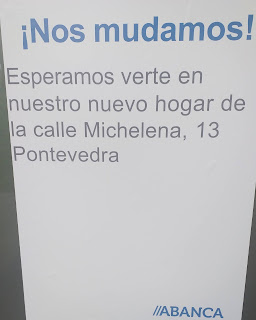 ¡Nos mudamos!
Esperamos verte en
nuestro nuevo hogar de
la calle Michelena, 13
Pontevedra
//ABANCA